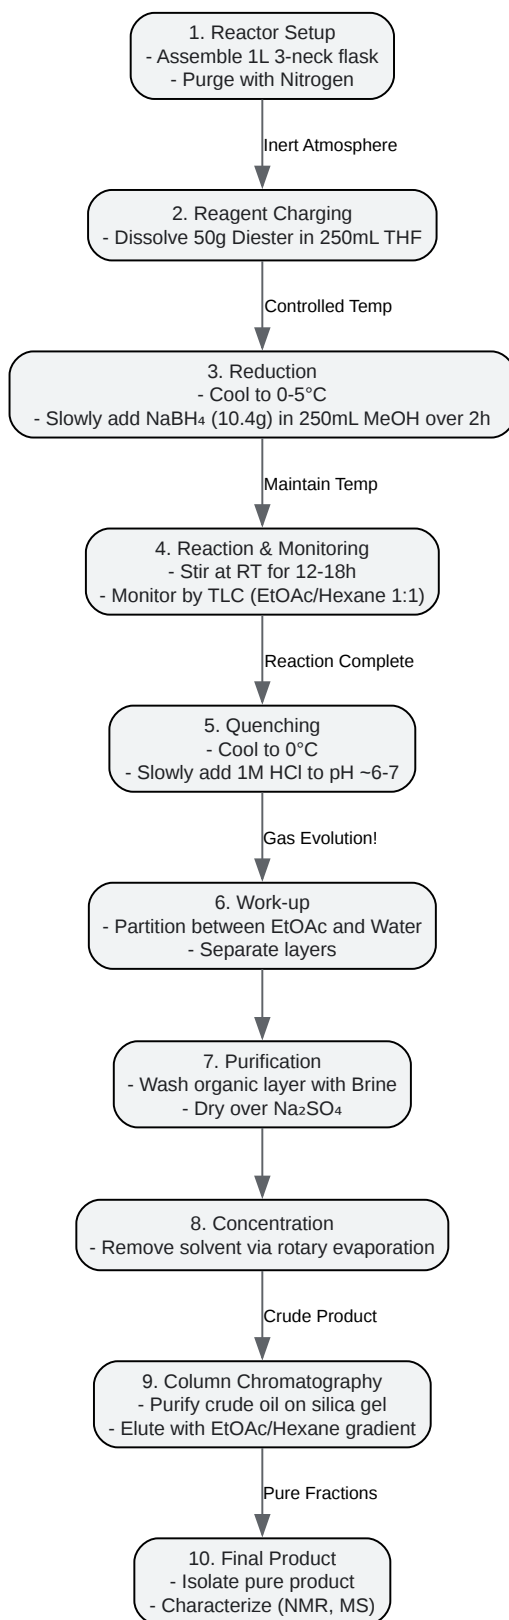 1. Reactor Setup
- Assemble 1L 3-neck flask
- Purge with Nitrogen
Inert Atmosphere
2. Reagent Charging
- Dissolve 50g Diester in 250mL THF
Controlled Temp
3. Reduction
- Cool to 0-5°C
- Slowly add NaBH₄ (10.4g) in 250mL MeOH over 2h
Maintain Temp
4. Reaction & Monitoring
- Stir at RT for 12-18h
- Monitor by TLC (EtOAc/Hexane 1:1)
Reaction Complete
5. Quenching
- Cool to 0°C
- Slowly add 1M HCl to pH ~6-7
Gas Evolution!
6. Work-up
- Partition between EtOAc and Water
- Separate layers
7. Purification
- Wash organic layer with Brine
- Dry over Na₂SO₄
8. Concentration
- Remove solvent via rotary evaporation
Crude Product
9. Column Chromatography
- Purify crude oil on silica gel
- Elute with EtOAc/Hexane gradient
Pure Fractions
10. Final Product
- Isolate pure product
- Characterize (NMR, MS)